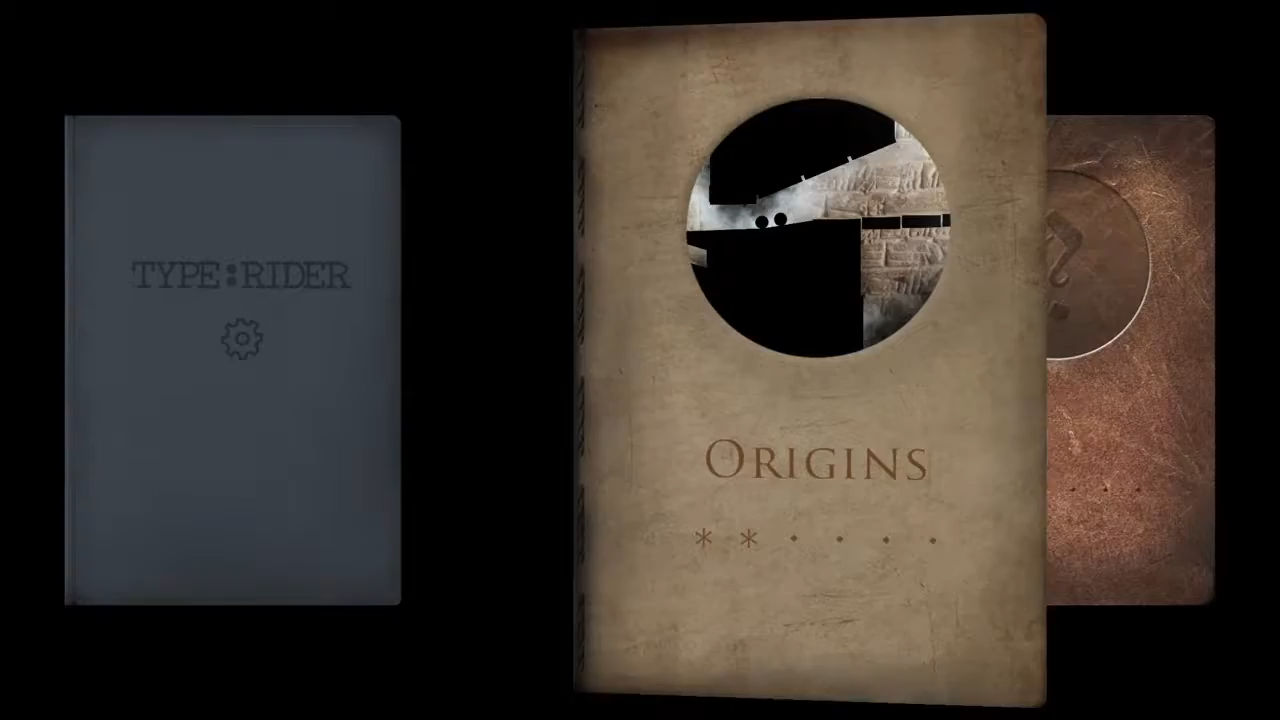 TYPE:RIDER
ORIGINS
* * · · · ·
?